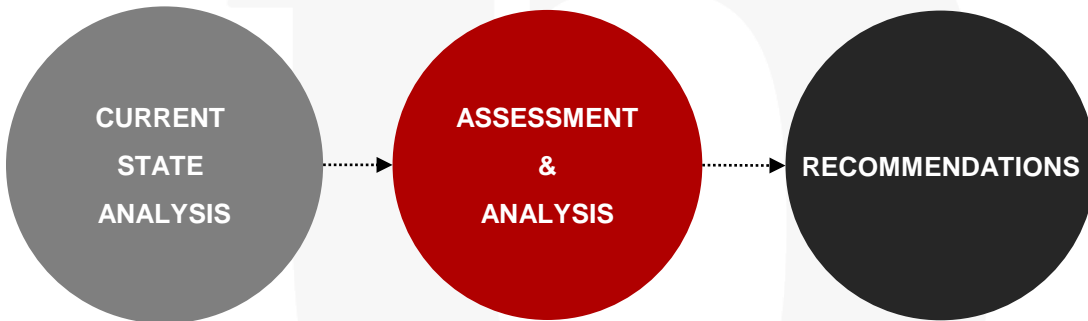 CURRENT
STATE
ANALYSIS
ASSESSMENT
&
ANALYSIS
RECOMMENDATIONS